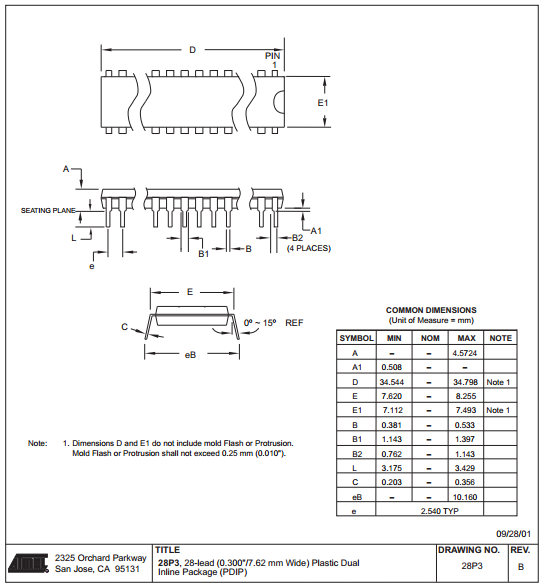 D
PIN
1
E1
A
SEATING PLANE
L
e
B1
B
A1
B2
(4 PLACES)
E
C
0º ~ 15º REF
eB
COMMON DIMENSIONS
(Unit of Measure = mm)
SYMBOL MIN NOM MAX NOTE
A – – 4.5724
A1 0.508 – –
D 34.544 – 34.798 Note 1
E 7.620 – 8.255
E1 7.112 – 7.493 Note 1
B 0.381 – 0.533
B1 1.143 – 1.397
B2 0.762 – 1.143
L 3.175 – 3.429
C 0.203 – 0.356
eB – – 10.160
e 2.540 TYP
Note: 1. Dimensions D and E1 do not include mold Flash or Protrusion.
Mold Flash or Protrusion shall not exceed 0.25 mm (0.010").
09/28/01
ATMEL
2325 Orchard Parkway
San Jose, CA 95131
TITLE
28P3, 28-lead (0.300"/7.62 mm Wide) Plastic Dual
Inline Package (PDIP)
DRAWING NO.
28P3
REV.
B